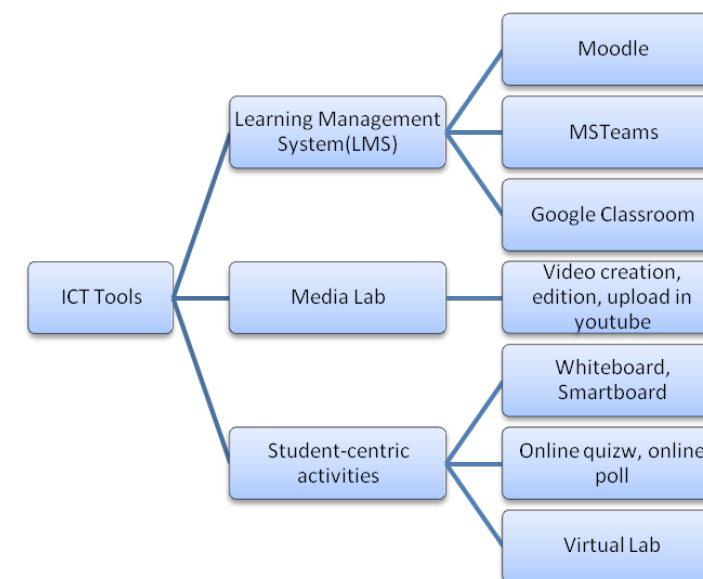 ICT Tools
Learning Management
System(LMS)
Moodle
MSTeams
Google Classroom
Media Lab
Video creation,
edition, upload in
youtube
Student-centric
activities
Whiteboard,
Smartboard
Online quizw, online
poll
Virtual Lab